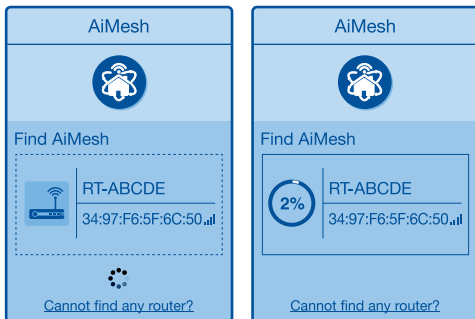 AiMesh
Find AiMesh
RT-ABCDE
34:97:F6:5F:6C:50
Cannot find any router?
AiMesh
Find AiMesh
2%
RT-ABCDE
34:97:F6:5F:6C:50
Cannot find any router?